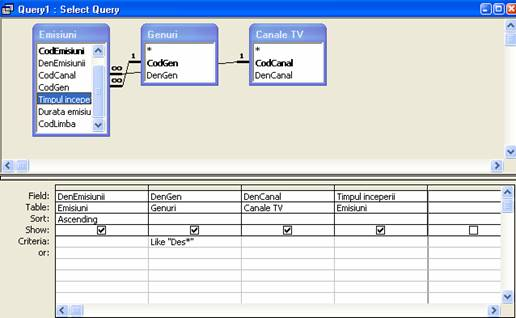 Query1 : Select Query
Emisiuni
CodEmisiuni
DenEmisiunii
CodCanal
CodGen
Timpul incepe
Durata emisiu
CodLimba
Genuri
*
CodGen
DenGen
Canale TV
*
CodCanal
DenCanal
∞
∞
1
1
Field: DenEmisiunii DenGen DenCanal Timpul inceperii
Table: Emisiuni Genuri Canale TV Emisiuni
Sort: Ascending
Show:
Criteria: Like "Des*"
or: